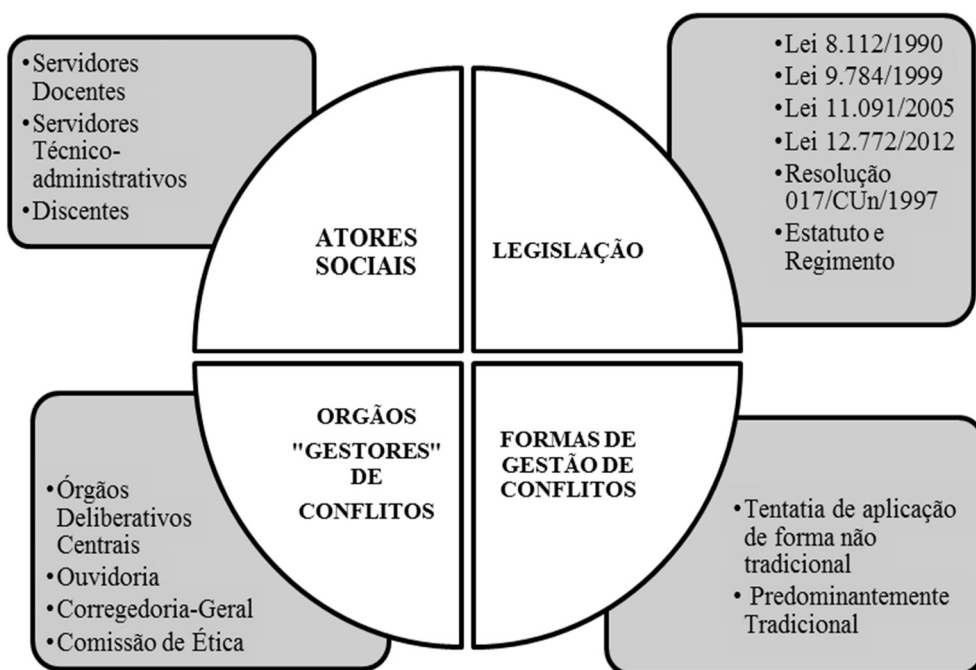 •Servidores
Docentes
•Servidores
Técnico-
administrativos
•Discentes
ATORES
SOCIAIS
•Lei 8.112/1990
•Lei 9.784/1999
•Lei 11.091/2005
•Lei 12.772/2012
•Resolução
017/CUn/1997
•Estatuto e
Regimento
LEGISLAÇÃO
•Órgãos
Deliberativos
Centrais
•Ouvidoria
•Corregedoria-Geral
•Comissão de Ética
ORGÃOS
"GESTORES"
DE
CONFLITOS
FORMAS DE
GESTÃO DE
CONFLITOS
•Tentatia de aplicação
de forma não
tradicional
• Predominantemente
Tradicional